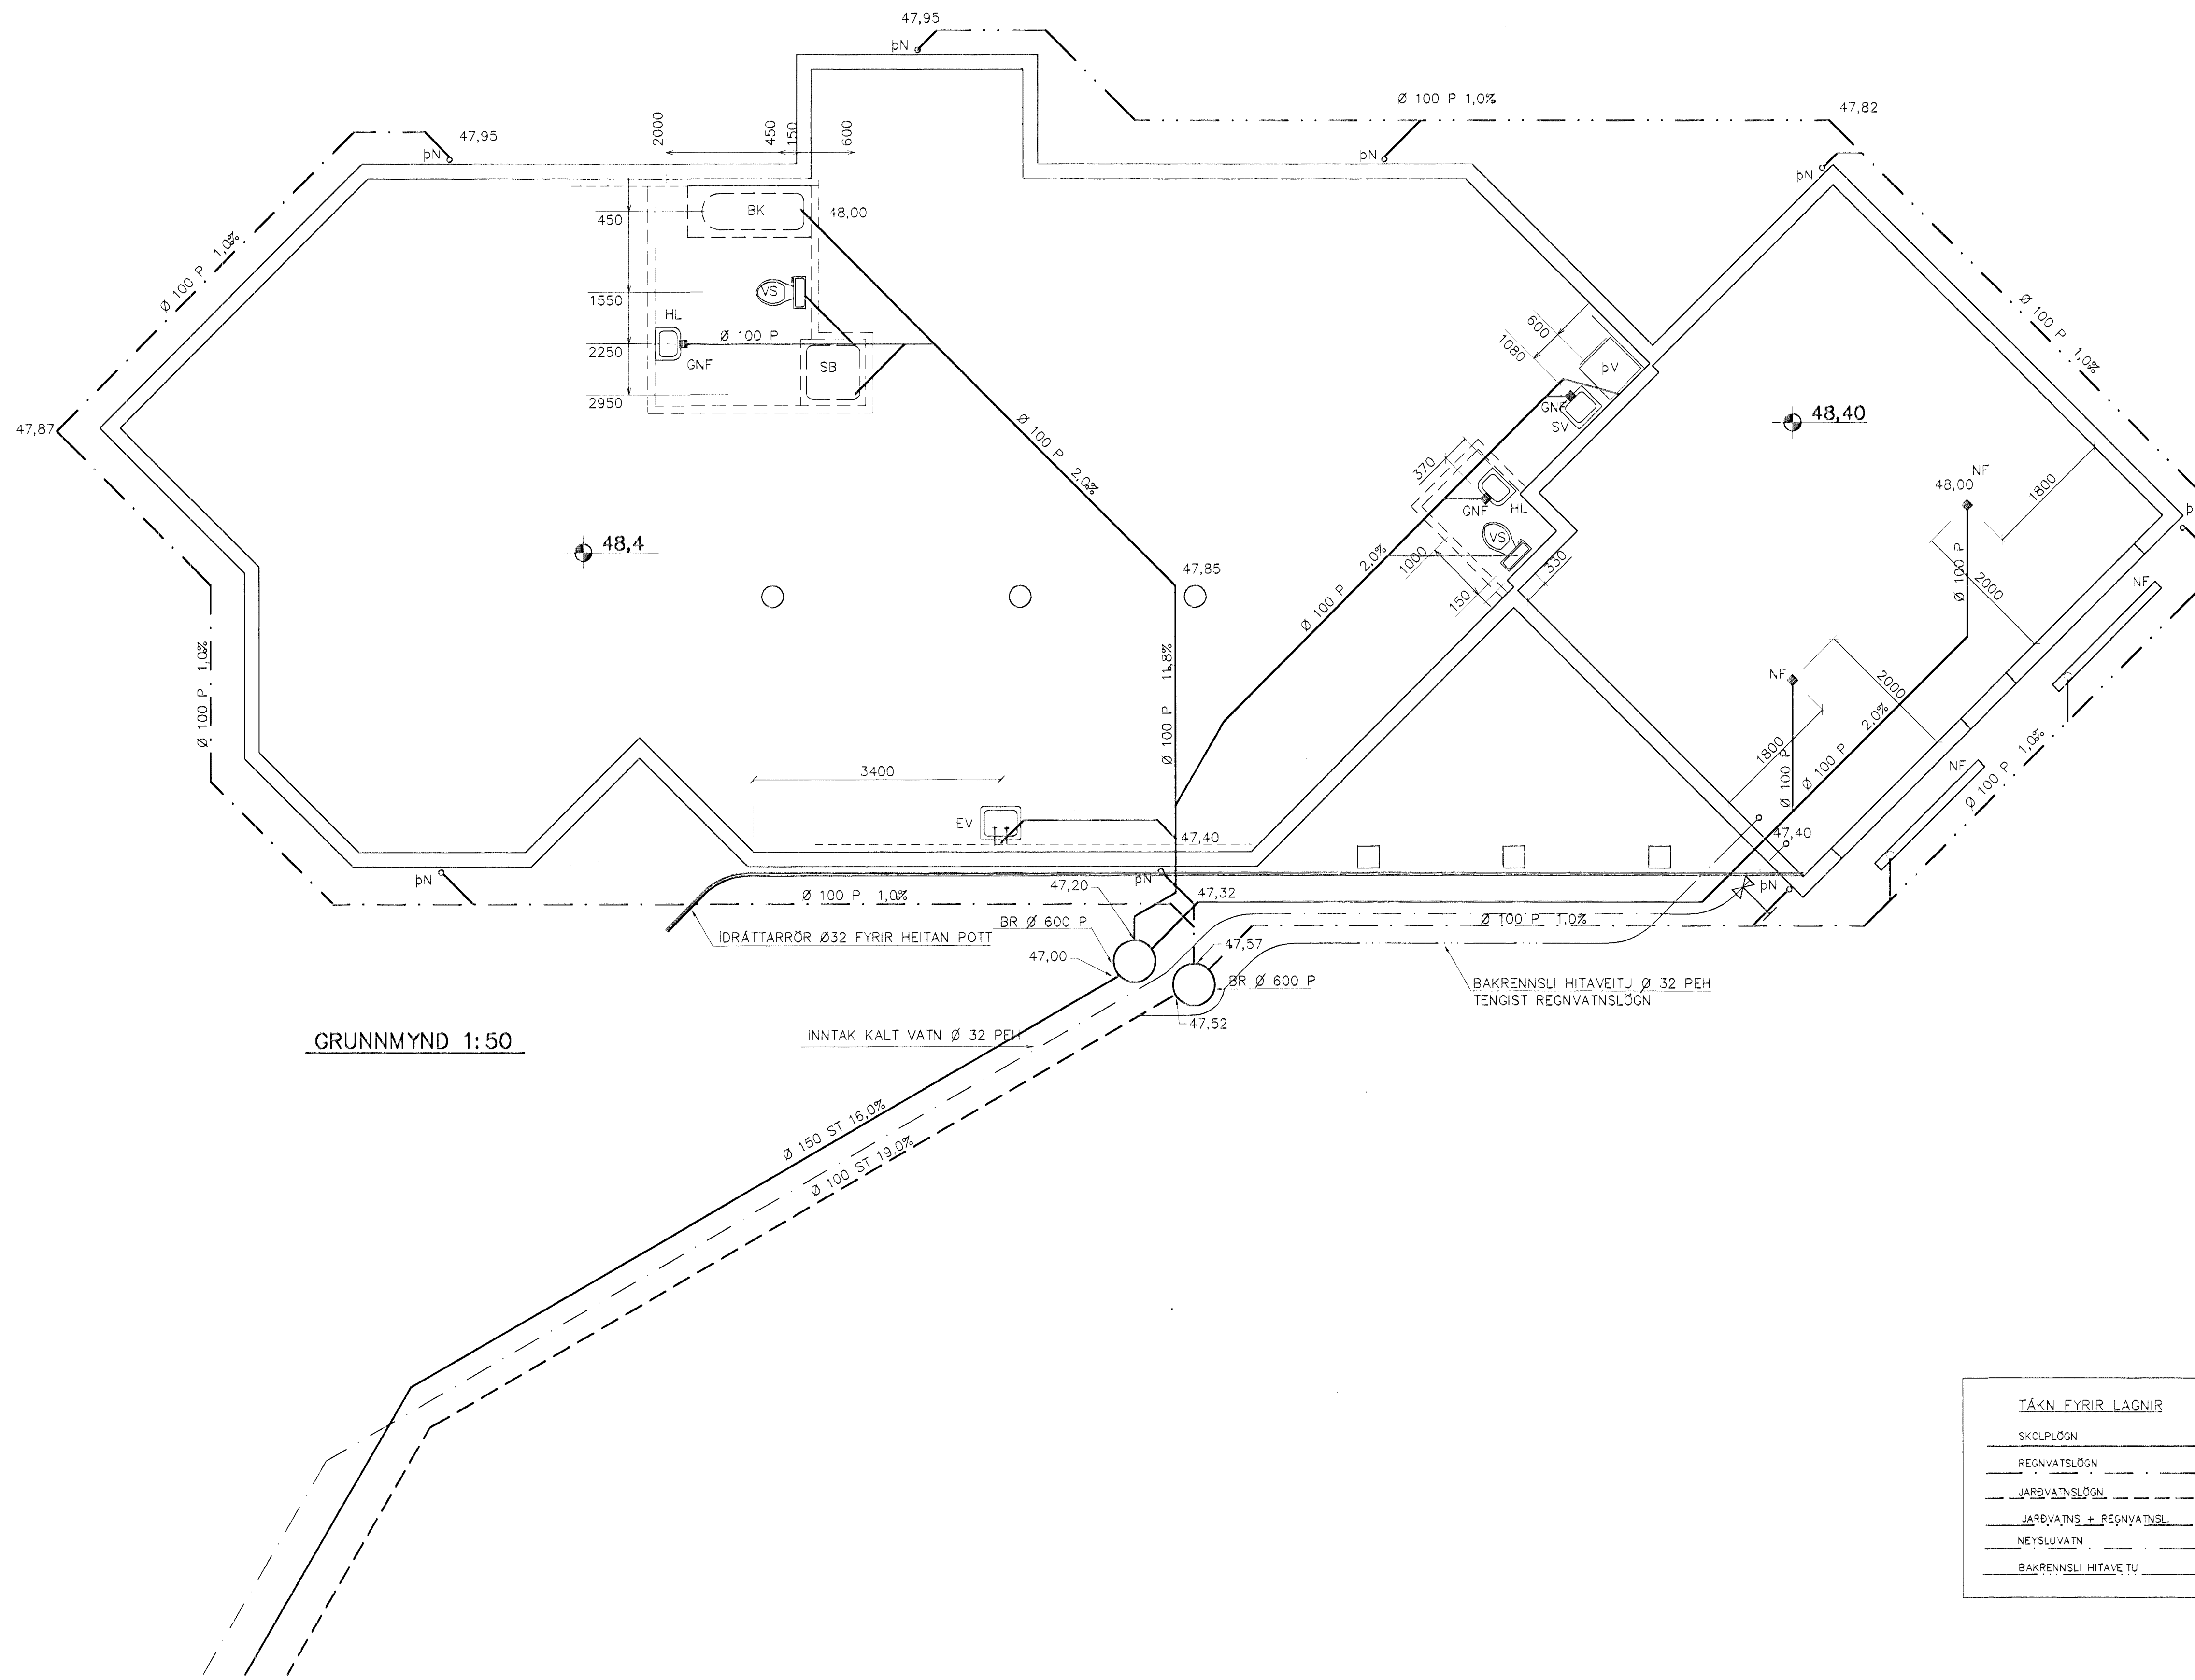 47,95
þN
Ø 100 P 1,0%
47,82
47,95
þN
þN
þN
2000
450
150
600
450
BK
48,00
1550
VS
HL
Ø 100 P
2250
GNF
SB
2950
Ø 100 P 1,0%
47,87
Ø 100 P 2,0%
600
1080
þV
GNF
SV
48,40
Ø 100 P 1,0%
370
GNF
HL
VS
1000
150
330
NF
48,00
1800
Ø 100 P
2000
NF
48,4
47,85
Ø 100 P 2,0%
Ø 100 P 1,0%
Ø 100 P 11,8%
NF
2000
1800
Ø 100 P
Ø 100 P 2,0%
NF
Ø 100 P 1,0%
3400
EV
47,40
47,40
þN
þN
þN
47,20
47,32
Ø 100 P 1,0%
Ø 100 P 1,0%
ÍDRÁTTARRÖR Ø32 FYRIR HEITAN POTT
BR Ø 600 P
47,00
47,57
BR Ø 600 P
47,52
BAKRENNSLI HITAVEITU Ø 32 PEH
TENGIST REGNVATNSLÖGN
GRUNNMYND 1:50
INNTAK KALT VATN Ø 32 PEH
Ø 150 ST 16,0%
Ø 100 ST 19,0%
TÁKN FYRIR LAGNIR
SKOLPLÖGN
REGNVATSLÖGN
JARÐVATNSLÖGN
JARÐVATNS + REGNVATNSL.
NEYSLUVATN
BAKRENNSLI HITAVEITU